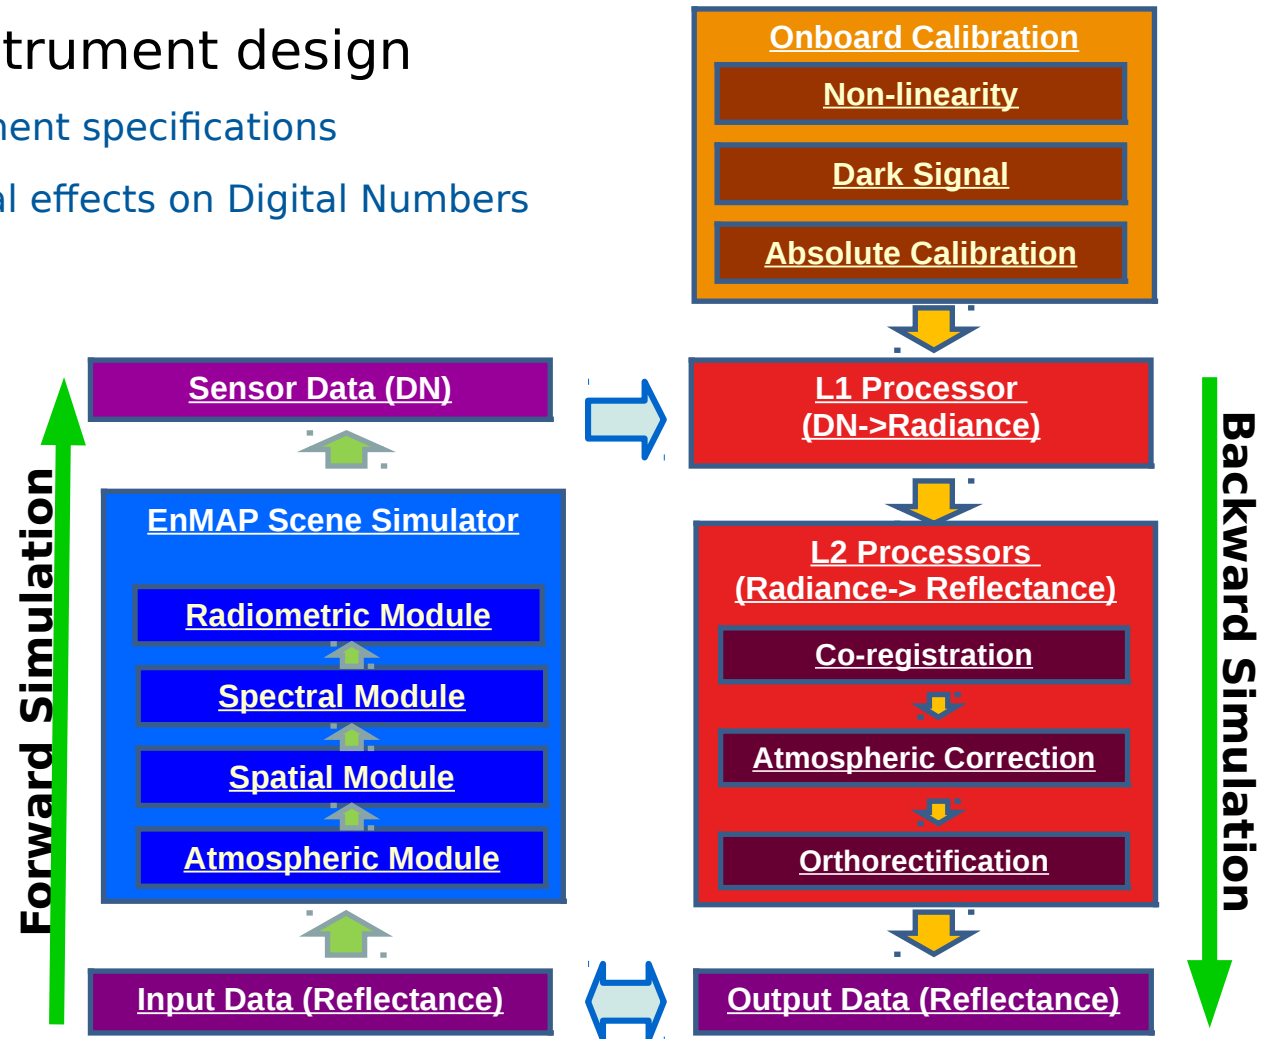 trument design
ent specifications
al effects on Digital Numbers
Onboard Calibration
Non-linearity
Dark Signal
Absolute Calibration
Sensor Data (DN)
L1 Processor
(DN->Radiance)
Forward Simulation
EnMAP Scene Simulator
Radiometric Module
Spectral Module
Spatial Module
Atmospheric Module
Input Data (Reflectance)
L2 Processors
(Radiance-> Reflectance)
Co-registration
Atmospheric Correction
Orthorectification
Output Data (Reflectance)
Backward Simulation